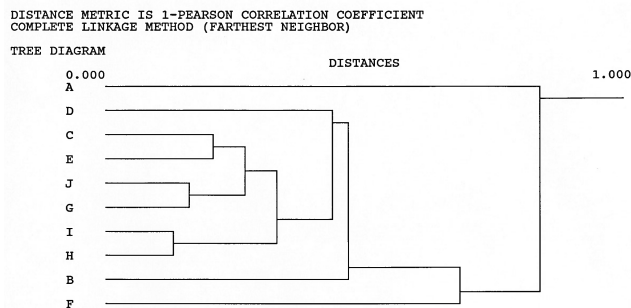 DISTANCE METRIC IS 1-PEARSON CORRELATION COEFFICIENT
COMPLETE LINKAGE METHOD (FARTHEST NEIGHBOR)
TREE DIAGRAM
DISTANCES
0.000 1.000
A
D
C
E
J
G
I
H
B
F